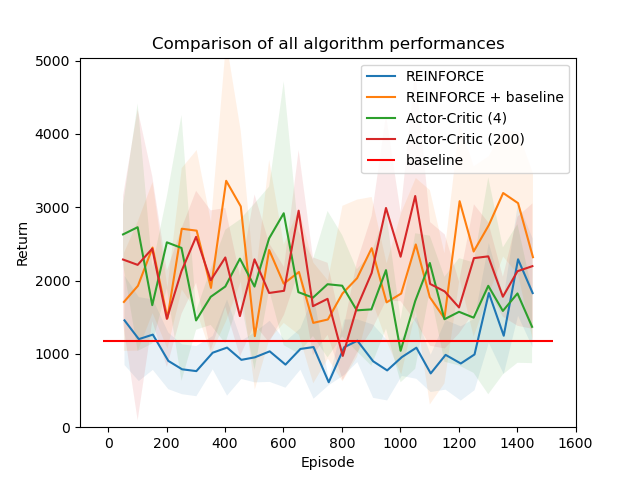 Comparison of all algorithm performances
REINFORCE
REINFORCE + baseline
Actor-Critic (4)
Actor-Critic (200)
baseline
Return
5000
4000
3000
2000
1000
0
0 200 400 600 800 1000 1200 1400 1600
Episode